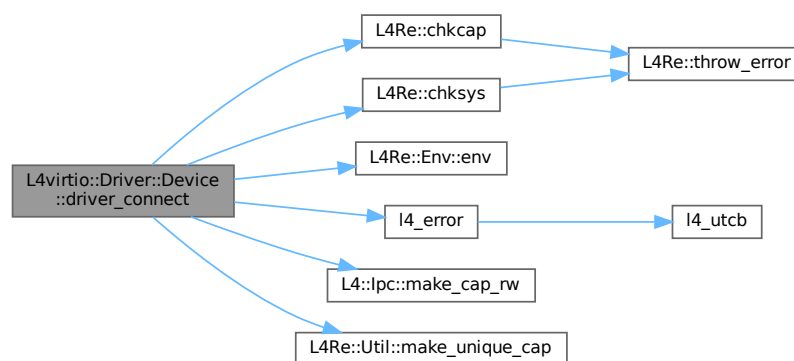 L4virtio::Driver::Device
::driver_connect
L4Re::chkcap
L4Re::throw_error
L4Re::chksys
L4Re::Env::env
l4_error
l4_utcb
L4::Ipc::make_cap_rw
L4Re::Util::make_unique_cap